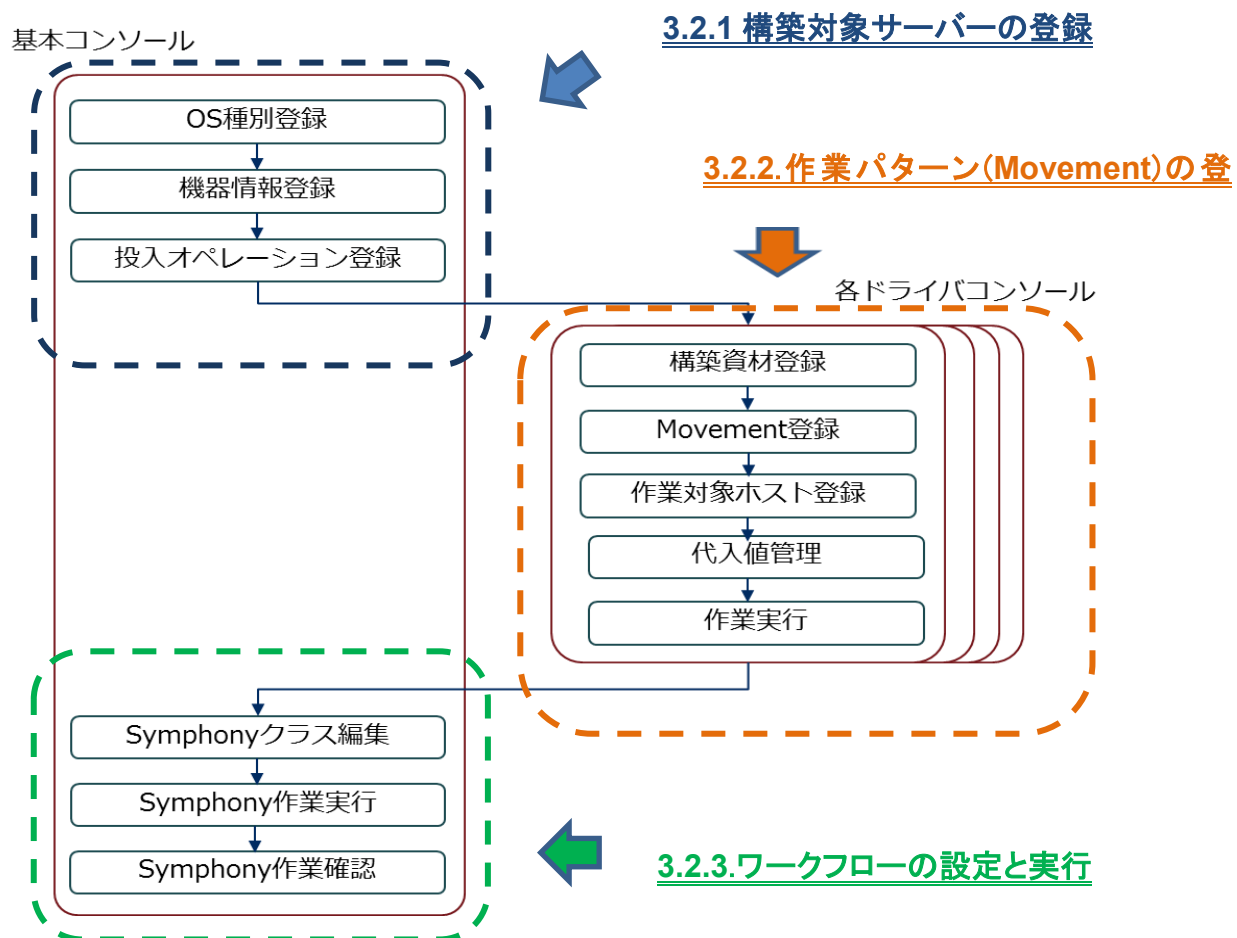 3.2.1 構築対象サーバーの登録
基本コンソール
OS種別登録
機器情報登録
投入オペレーション登録
3.2.2.作業パターン(Movement)の登
各ドライバコンソール
構築資材登録
Movement登録
作業対象ホスト登録
代入値管理
作業実行
Symphonyクラス編集
Symphony作業実行
Symphony作業確認
3.2.3.ワークフローの設定と実行